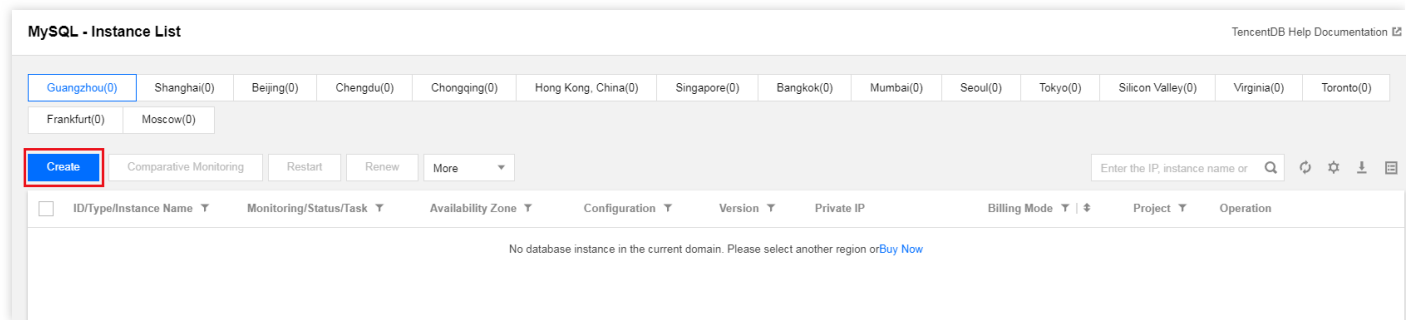 MySQL - Instance List
TencentDB Help Documentation
Guangzhou(0) Shanghai(0) Beijing(0) Chengdu(0) Chongqing(0) Hong Kong, China(0) Singapore(0) Bangkok(0) Mumbai(0) Seoul(0) Tokyo(0) Silicon Valley(0) Virginia(0) Toronto(0)
Frankfurt(0) Moscow(0)
Create Comparative Monitoring Restart Renew More Enter the IP, instance name or
ID/Type/Instance Name Monitoring/Status/Task Availability Zone Configuration Version Private IP Billing Mode Project Operation
No database instance in the current domain. Please select another region orBuy Now